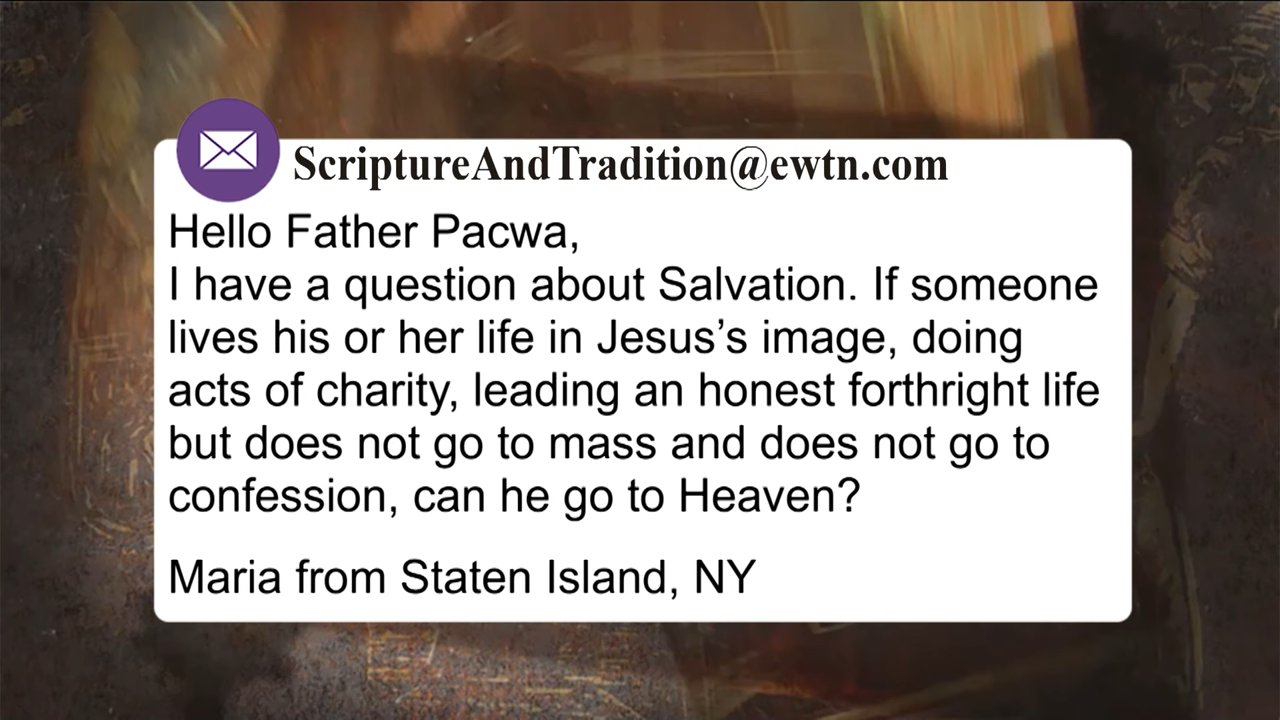 ScriptureAndTradition@ewtn.com
Hello Father Pacwa,
I have a question about Salvation. If someone
lives his or her life in Jesus’s image, doing
acts of charity, leading an honest forthright life
but does not go to mass and does not go to
confession, can he go to Heaven?
Maria from Staten Island, NY